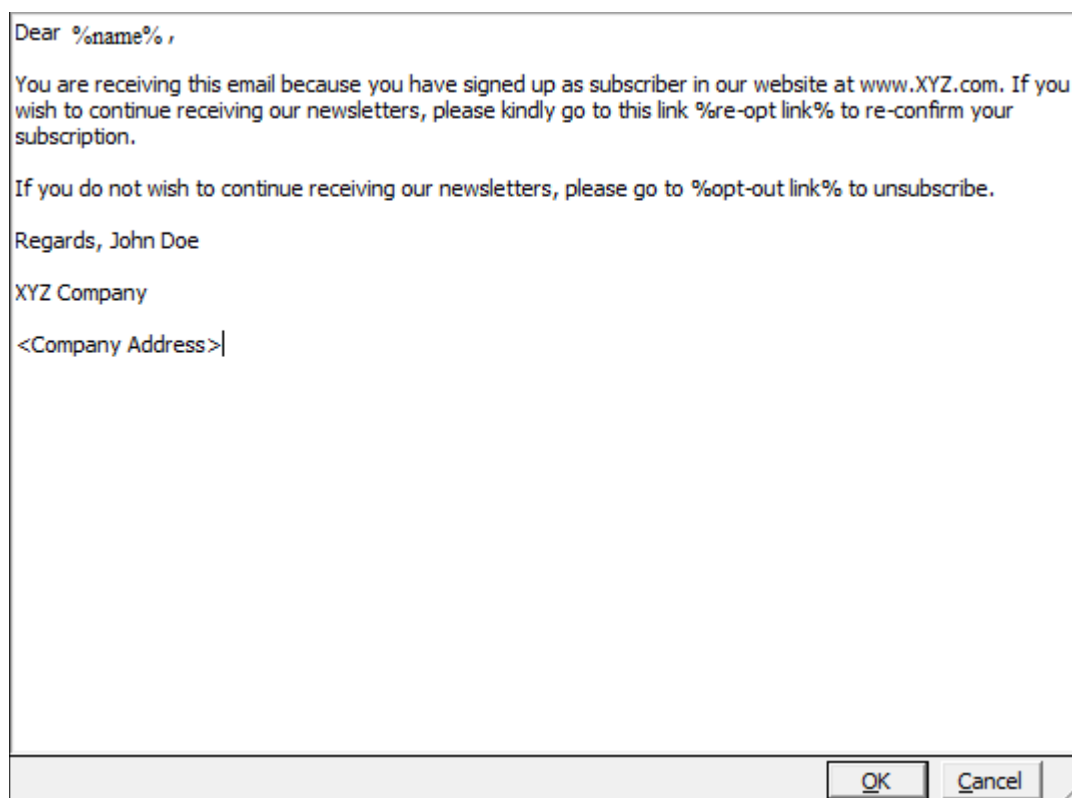 Dear %name% ,
You are receiving this email because you have signed up as subscriber in our website at www.XYZ.com. If you
wish to continue receiving our newsletters, please kindly go to this link %re-opt link% to re-confirm your
subscription.
If you do not wish to continue receiving our newsletters, please go to %opt-out link% to unsubscribe.
Regards, John Doe
XYZ Company
<Company Address>
OK Cancel